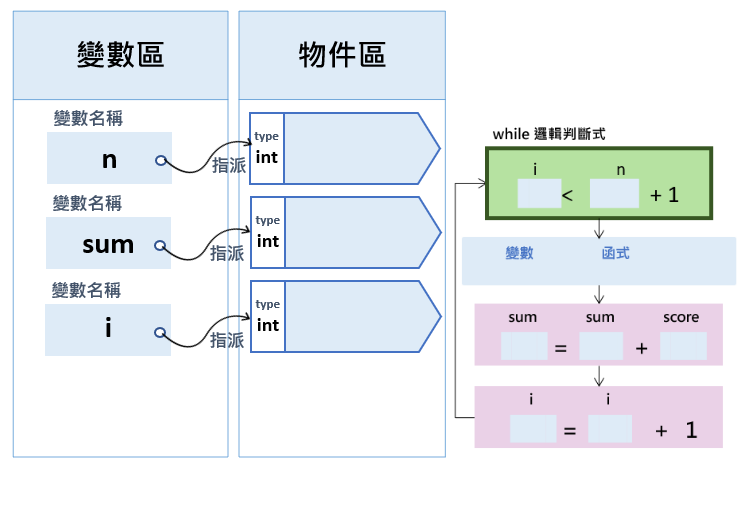 變數區
物件區
變數名稱
n
指派
type
int
變數名稱
sum
指派
type
int
變數名稱
i
指派
type
int
while 邏輯判斷式
i n
< + 1
變數 函式
sum sum score
= +
i i
= + 1